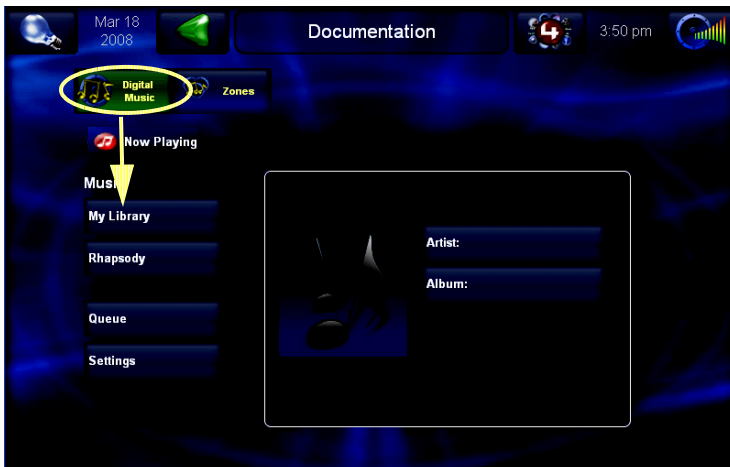 Mar 18
2008
Documentation
4
3:50 pm
Digital
Music
Zones
Now Playing
Music
My Library
Rhapsody
Queue
Settings
Artist:
Album: